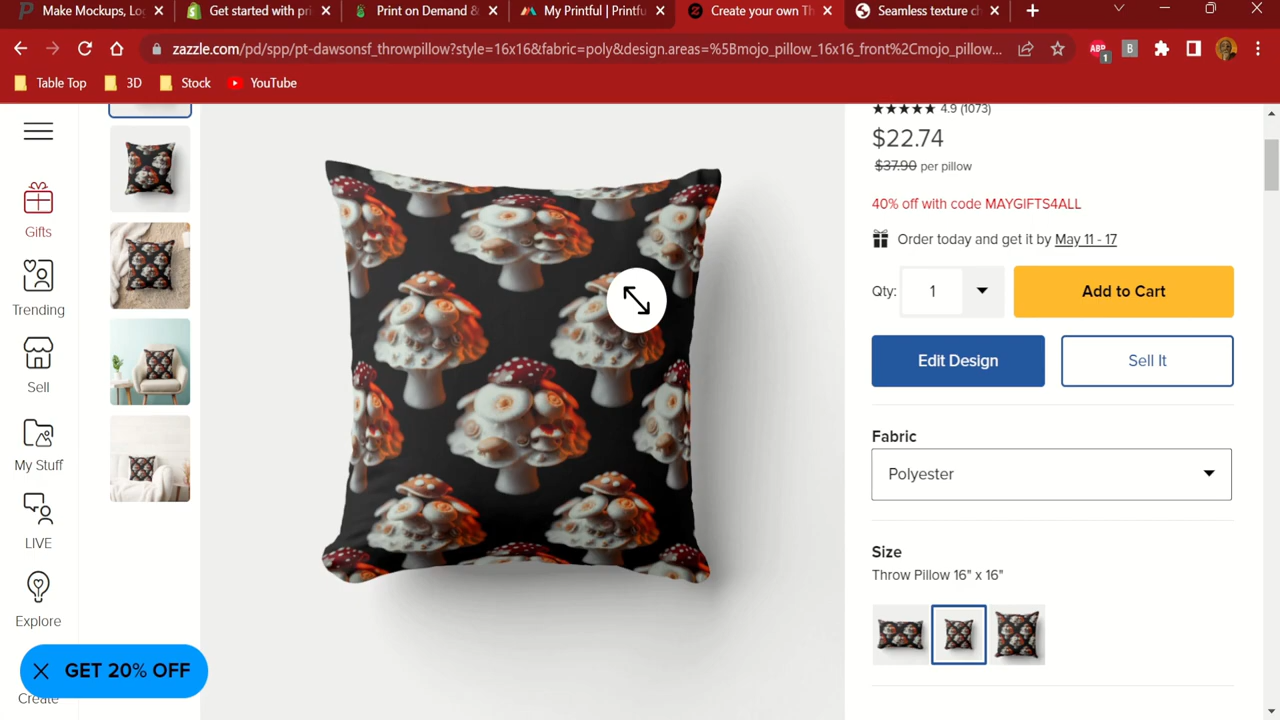 Make Mockups, Lo
Get started with pri
Print on Demand &
My Printful | Printfu
Create your own Th
Seamless texture ch
zazzle.com/pd/spp/pt-dawsonsf_throwpillow?style=16x16&fabric=poly&design.areas=%5Bmojo_pillow_16x16_front%2Cmojo_pillow...
ABP
1
B
Table Top
3D
Stock
YouTube
4.9 (1073)
$22.74
$37.90 per pillow
40% off with code MAYGIFTS4ALL
Order today and get it by May 11 - 17
Qty:
1
Add to Cart
Edit Design
Sell It
Fabric
Polyester
Size
Throw Pillow 16" x 16"
Gifts
Trending
Sell
My Stuff
LIVE
Explore
Create
GET 20% OFF